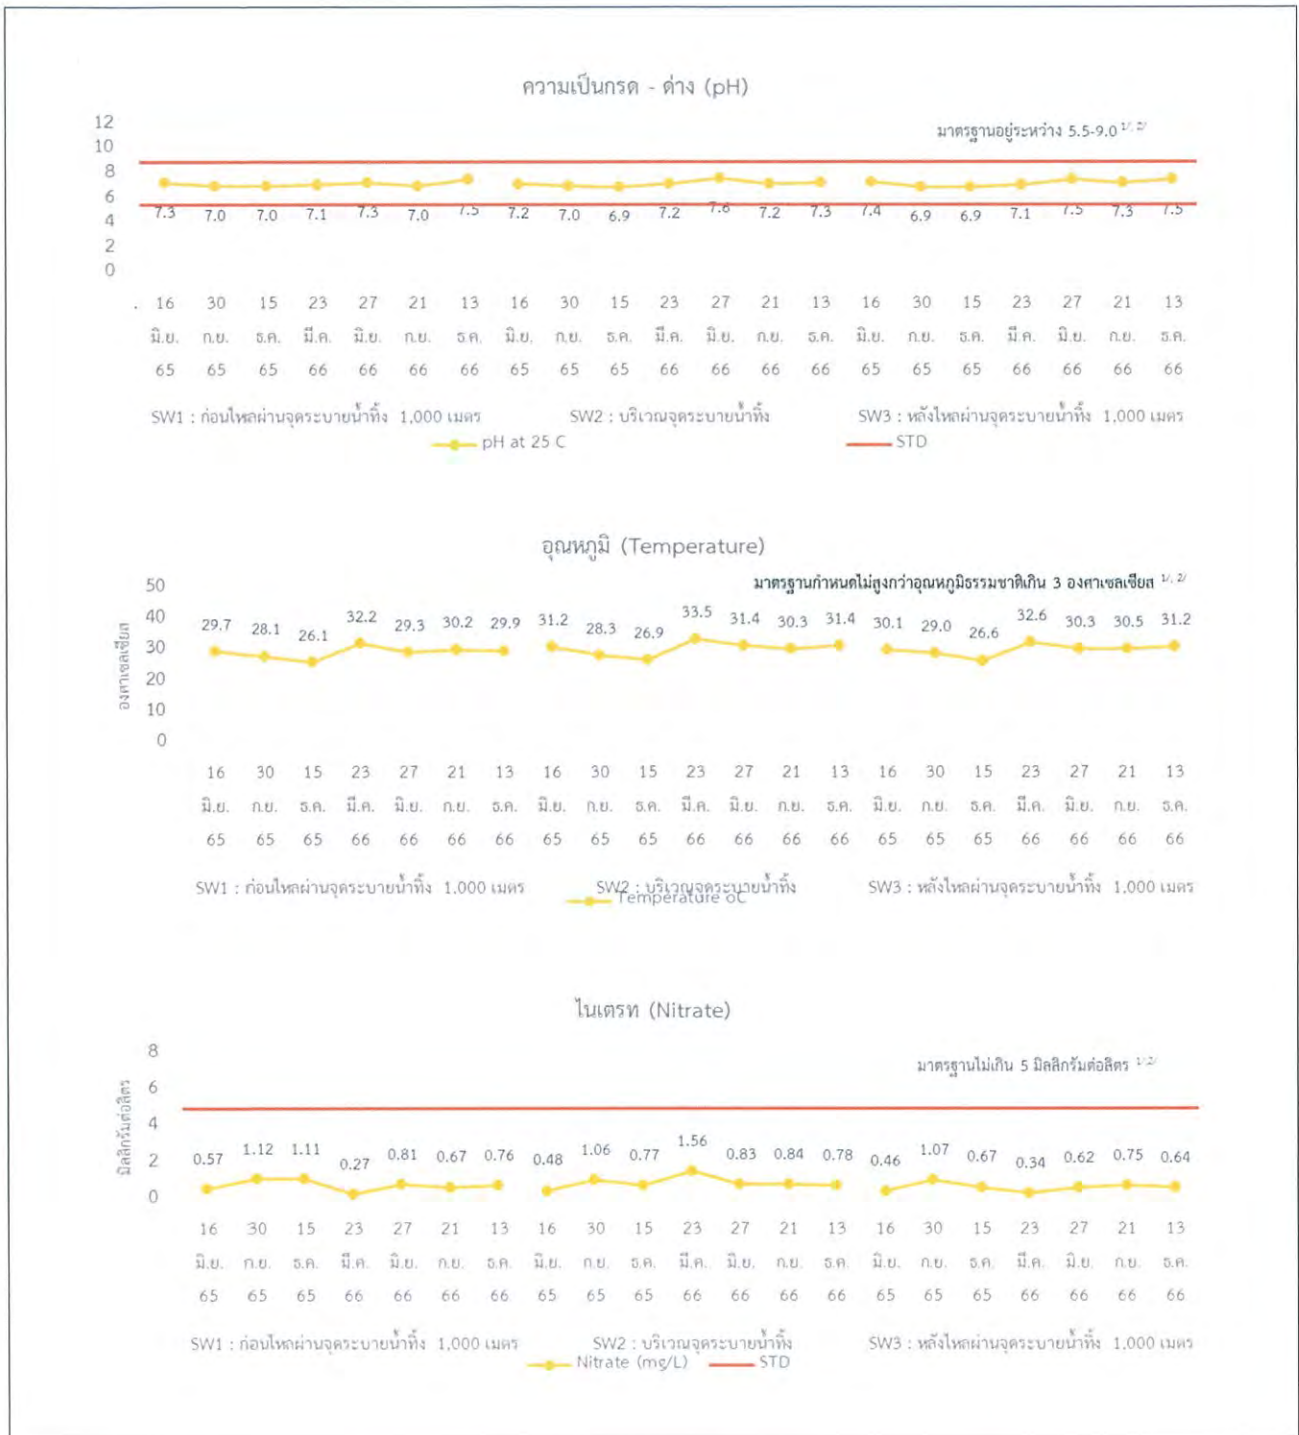 ความเป็นกรด - ด่าง (pH)
มาตรฐานอยู่ระหว่าง 5.5-9.0 1/, 2/
12
10
8
6
4
2
0
7.3 7.0 7.0 7.1 7.3 7.0 7.5 7.2 7.0 6.9 7.2 7.6 7.2 7.3 7.4 6.9 6.9 7.1 7.5 7.3 7.5
16 30 15 23 27 21 13 16 30 15 23 27 21 13 16 30 15 23 27 21 13
มิ.ย. ก.ย. ธ.ค. มี.ค. มิ.ย. ก.ย. ธ.ค. มิ.ย. ก.ย. ธ.ค. มี.ค. มิ.ย. ก.ย. ธ.ค. มิ.ย. ก.ย. ธ.ค. มี.ค. มิ.ย. ก.ย. ธ.ค.
65 65 65 66 66 66 66 65 65 65 66 66 66 66 65 65 65 66 66 66 66
SW1 : ก่อนไหลผ่านจุดระบายน้ำทิ้ง 1,000 เมตร SW2 : บริเวณจุดระบายน้ำทิ้ง SW3 : หลังไหลผ่านจุดระบายน้ำทิ้ง 1,000 เมตร
pH at 25 C STD
อุณหภูมิ (Temperature)
มาตรฐานกำหนดไม่สูงกว่าอุณหภูมิธรรมชาติเกิน 3 องศาเซลเซียส 1/, 2/
องศาเซลเซียส
50
40
30
20
10
0
29.7 28.1 26.1 32.2 29.3 30.2 29.9 31.2 28.3 26.9 33.5 31.4 30.3 31.4 30.1 29.0 26.6 32.6 30.3 30.5 31.2
16 30 15 23 27 21 13 16 30 15 23 27 21 13 16 30 15 23 27 21 13
มิ.ย. ก.ย. ธ.ค. มี.ค. มิ.ย. ก.ย. ธ.ค. มิ.ย. ก.ย. ธ.ค. มี.ค. มิ.ย. ก.ย. ธ.ค. มิ.ย. ก.ย. ธ.ค. มี.ค. มิ.ย. ก.ย. ธ.ค.
65 65 65 66 66 66 66 65 65 65 66 66 66 66 65 65 65 66 66 66 66
SW1 : ก่อนไหลผ่านจุดระบายน้ำทิ้ง 1.000 เมตร SW2 : บริเวณจุดระบายน้ำทิ้ง SW3 : หลังไหลผ่านจุดระบายน้ำทิ้ง 1,000 เมตร
Temperature oC
ไนเตรท (Nitrate)
มาตรฐานไม่เกิน 5 มิลลิกรัมต่อลิตร 1/,2/
มิลลิกรัมต่อลิตร
8
6
4
2
0
0.57 1.12 1.11 0.27 0.81 0.67 0.76 0.48 1.06 0.77 1.56 0.83 0.84 0.78 0.46 1.07 0.67 0.34 0.62 0.75 0.64
16 30 15 23 27 21 13 16 30 15 23 27 21 13 16 30 15 23 27 21 13
มิ.ย. ก.ย. ธ.ค. มี.ค. มิ.ย. ก.ย. ธ.ค. มิ.ย. ก.ย. ธ.ค. มี.ค. มิ.ย. ก.ย. ธ.ค. มิ.ย. ก.ย. ธ.ค. มี.ค. มิ.ย. ก.ย. ธ.ค.
65 65 65 66 66 66 66 65 65 65 66 66 66 66 65 65 65 66 66 66 66
SW1 : ก่อนไหลผ่านจุดระบายน้ำทิ้ง 1,000 เมตร SW2 : บริเวณจุดระบายน้ำทิ้ง SW3 : หลังไหลผ่านจุดระบายน้ำทิ้ง 1.000 เมตร
Nitrate (mg/L) STD